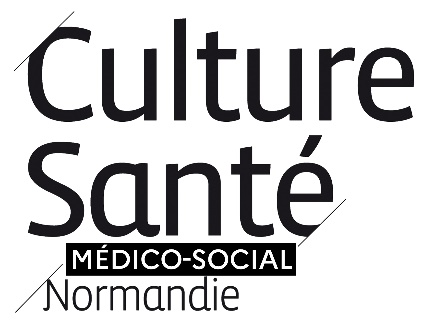 Culture
Santé
MÉDICO-SOCIAL
Normandie